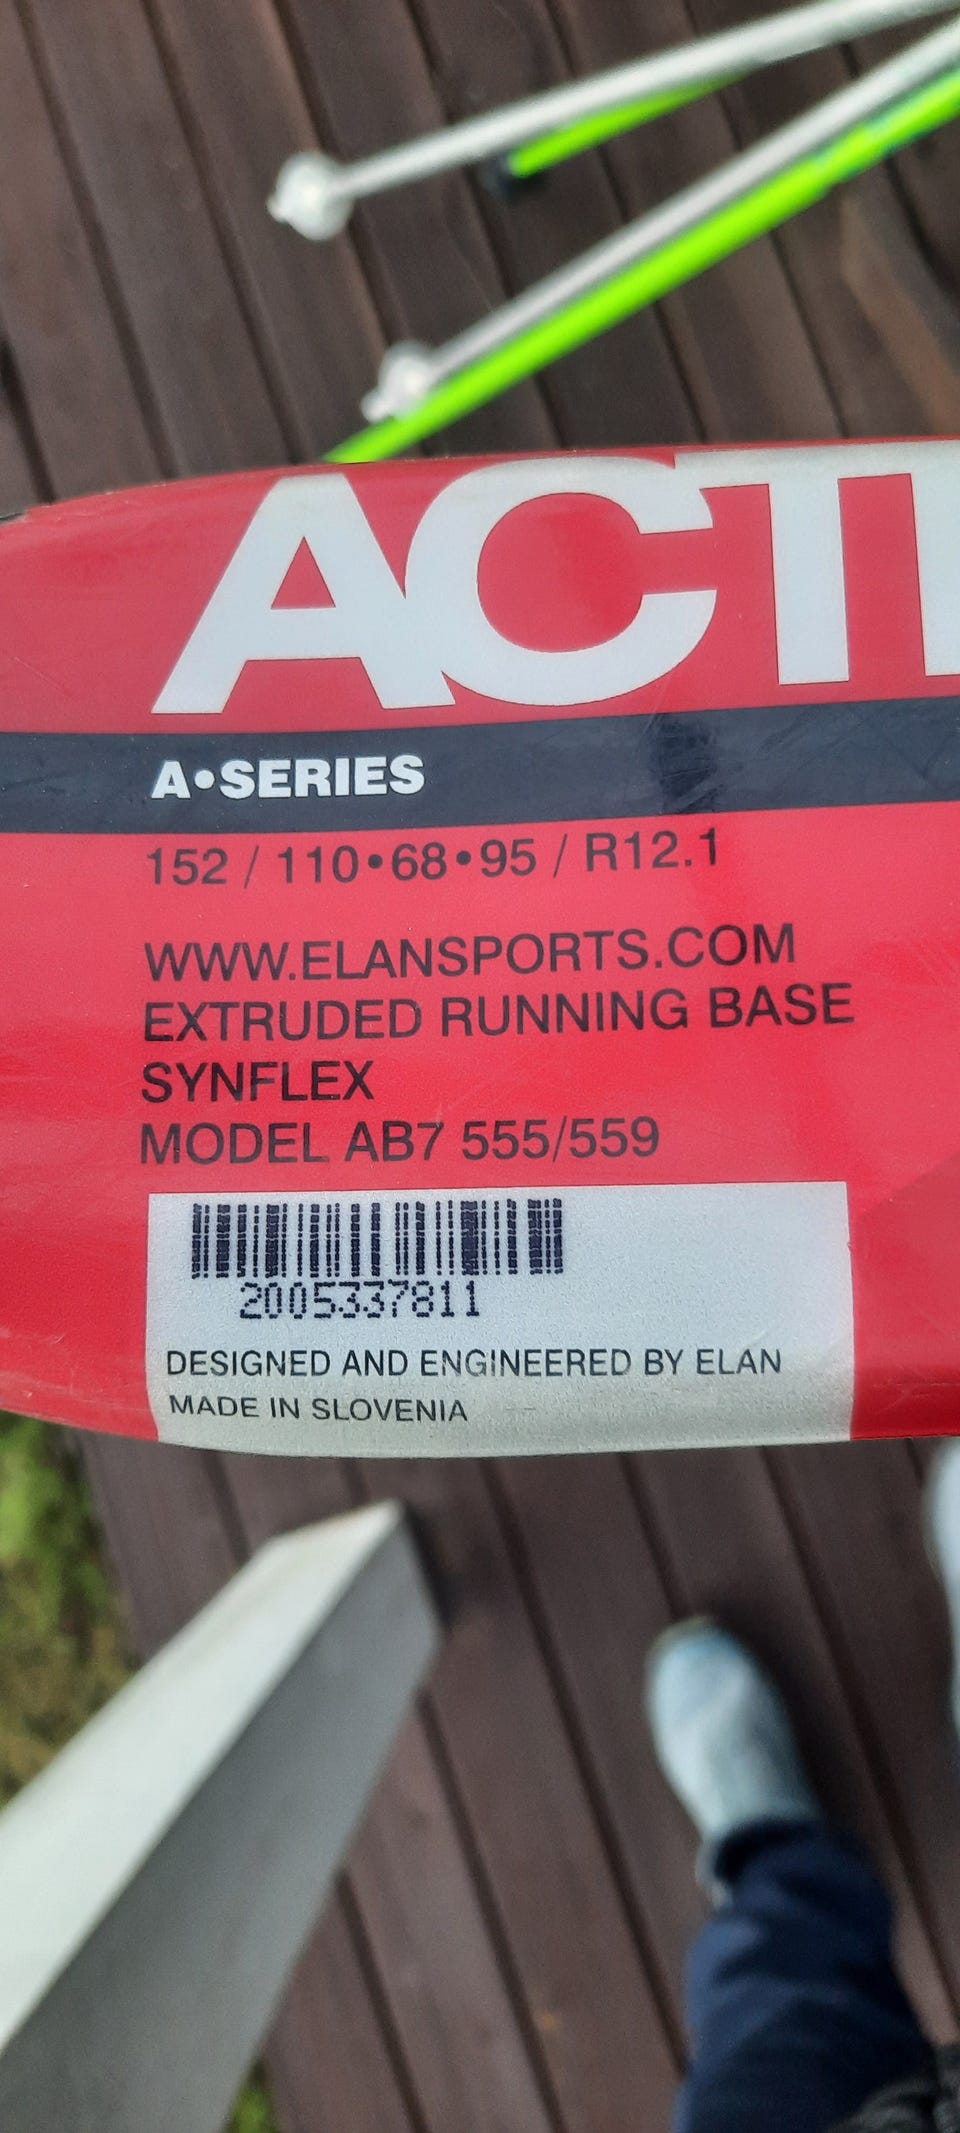 ACTI
A•SERIES
152 / 110•68•95 / R12.1
WWW.ELANSPORTS.COM
EXTRUDED RUNNING BASE
SYNFLEX
MODEL AB7 555/559
2005337811
DESIGNED AND ENGINEERED BY ELAN
MADE IN SLOVENIA